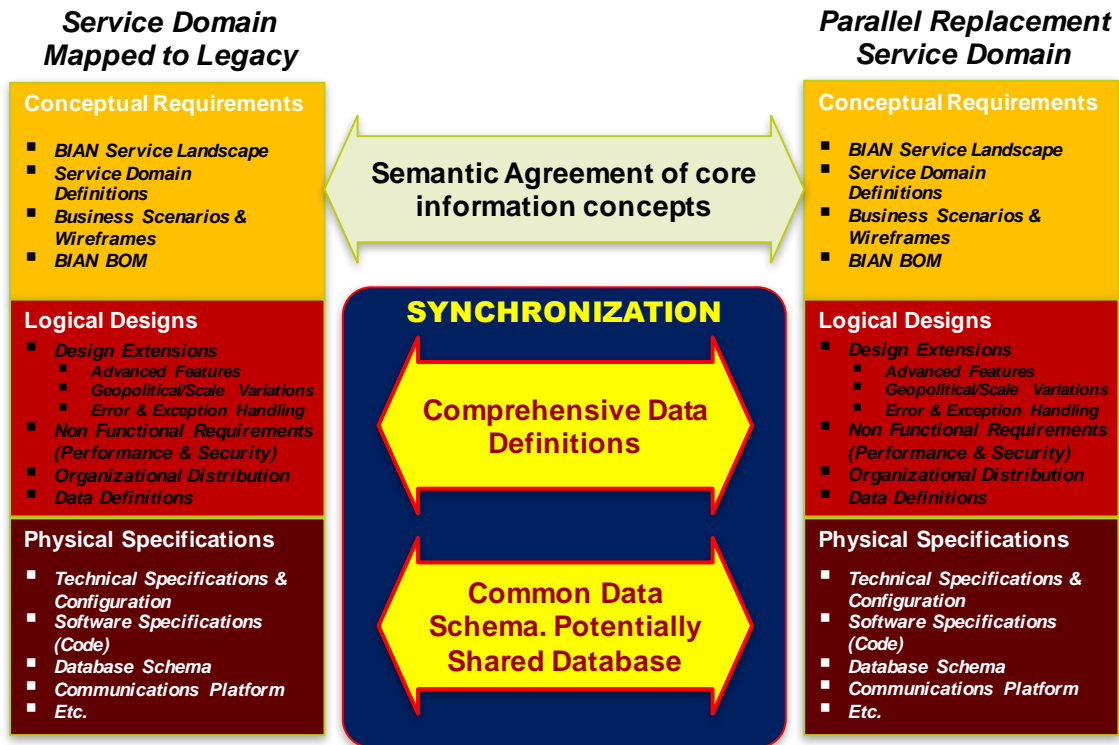 Service Domain
Mapped to Legacy
Conceptual Requirements
▪ BIAN Service Landscape
▪ Service Domain
Definitions
▪ Business Scenarios &
Wireframes
▪ BIAN BOM
Logical Designs
▪ Design Extensions
▪ Advanced Features
▪ Geopolitical/Scale Variations
▪ Error & Exception Handling
▪ Non Functional Requirements
(Performance & Security)
▪ Organizational Distribution
▪ Data Definitions
Physical Specifications
▪ Technical Specifications &
Configuration
▪ Software Specifications
(Code)
▪ Database Schema
▪ Communications Platform
▪ Etc.
Semantic Agreement of core
information concepts
SYNCHRONIZATION
Comprehensive Data
Definitions
Common Data
Schema. Potentially
Shared Database
Parallel Replacement
Service Domain
Conceptual Requirements
▪ BIAN Service Landscape
▪ Service Domain
Definitions
▪ Business Scenarios &
Wireframes
▪ BIAN BOM
Logical Designs
▪ Design Extensions
▪ Advanced Features
▪ Geopolitical/Scale Variations
▪ Error & Exception Handling
▪ Non Functional Requirements
(Performance & Security)
▪ Organizational Distribution
▪ Data Definitions
Physical Specifications
▪ Technical Specifications &
Configuration
▪ Software Specifications
(Code)
▪ Database Schema
▪ Communications Platform
▪ Etc.